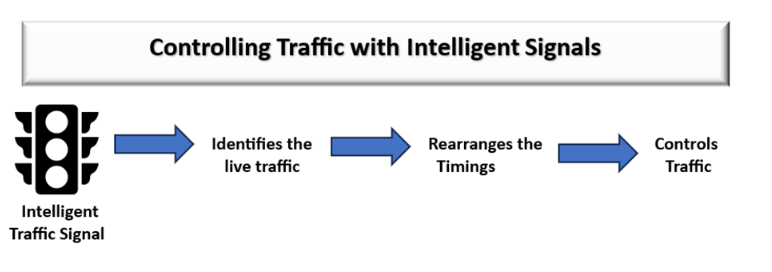 Controlling Traffic with Intelligent Signals
Identifies the
live traffic
Rearranges the
Timings
Controls
Traffic
Intelligent
Traffic Signal